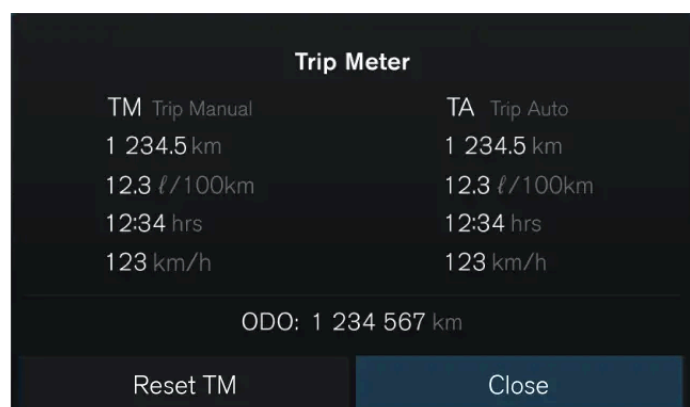 Trip Meter
TM Trip Manual TA Trip Auto
1 234.5 km 1 234.5 km
12.3 ℓ/100km 12.3 ℓ/100km
12:34 hrs 12:34 hrs
123 km/h 123 km/h
ODO: 1 234 567 km
Reset TM Close